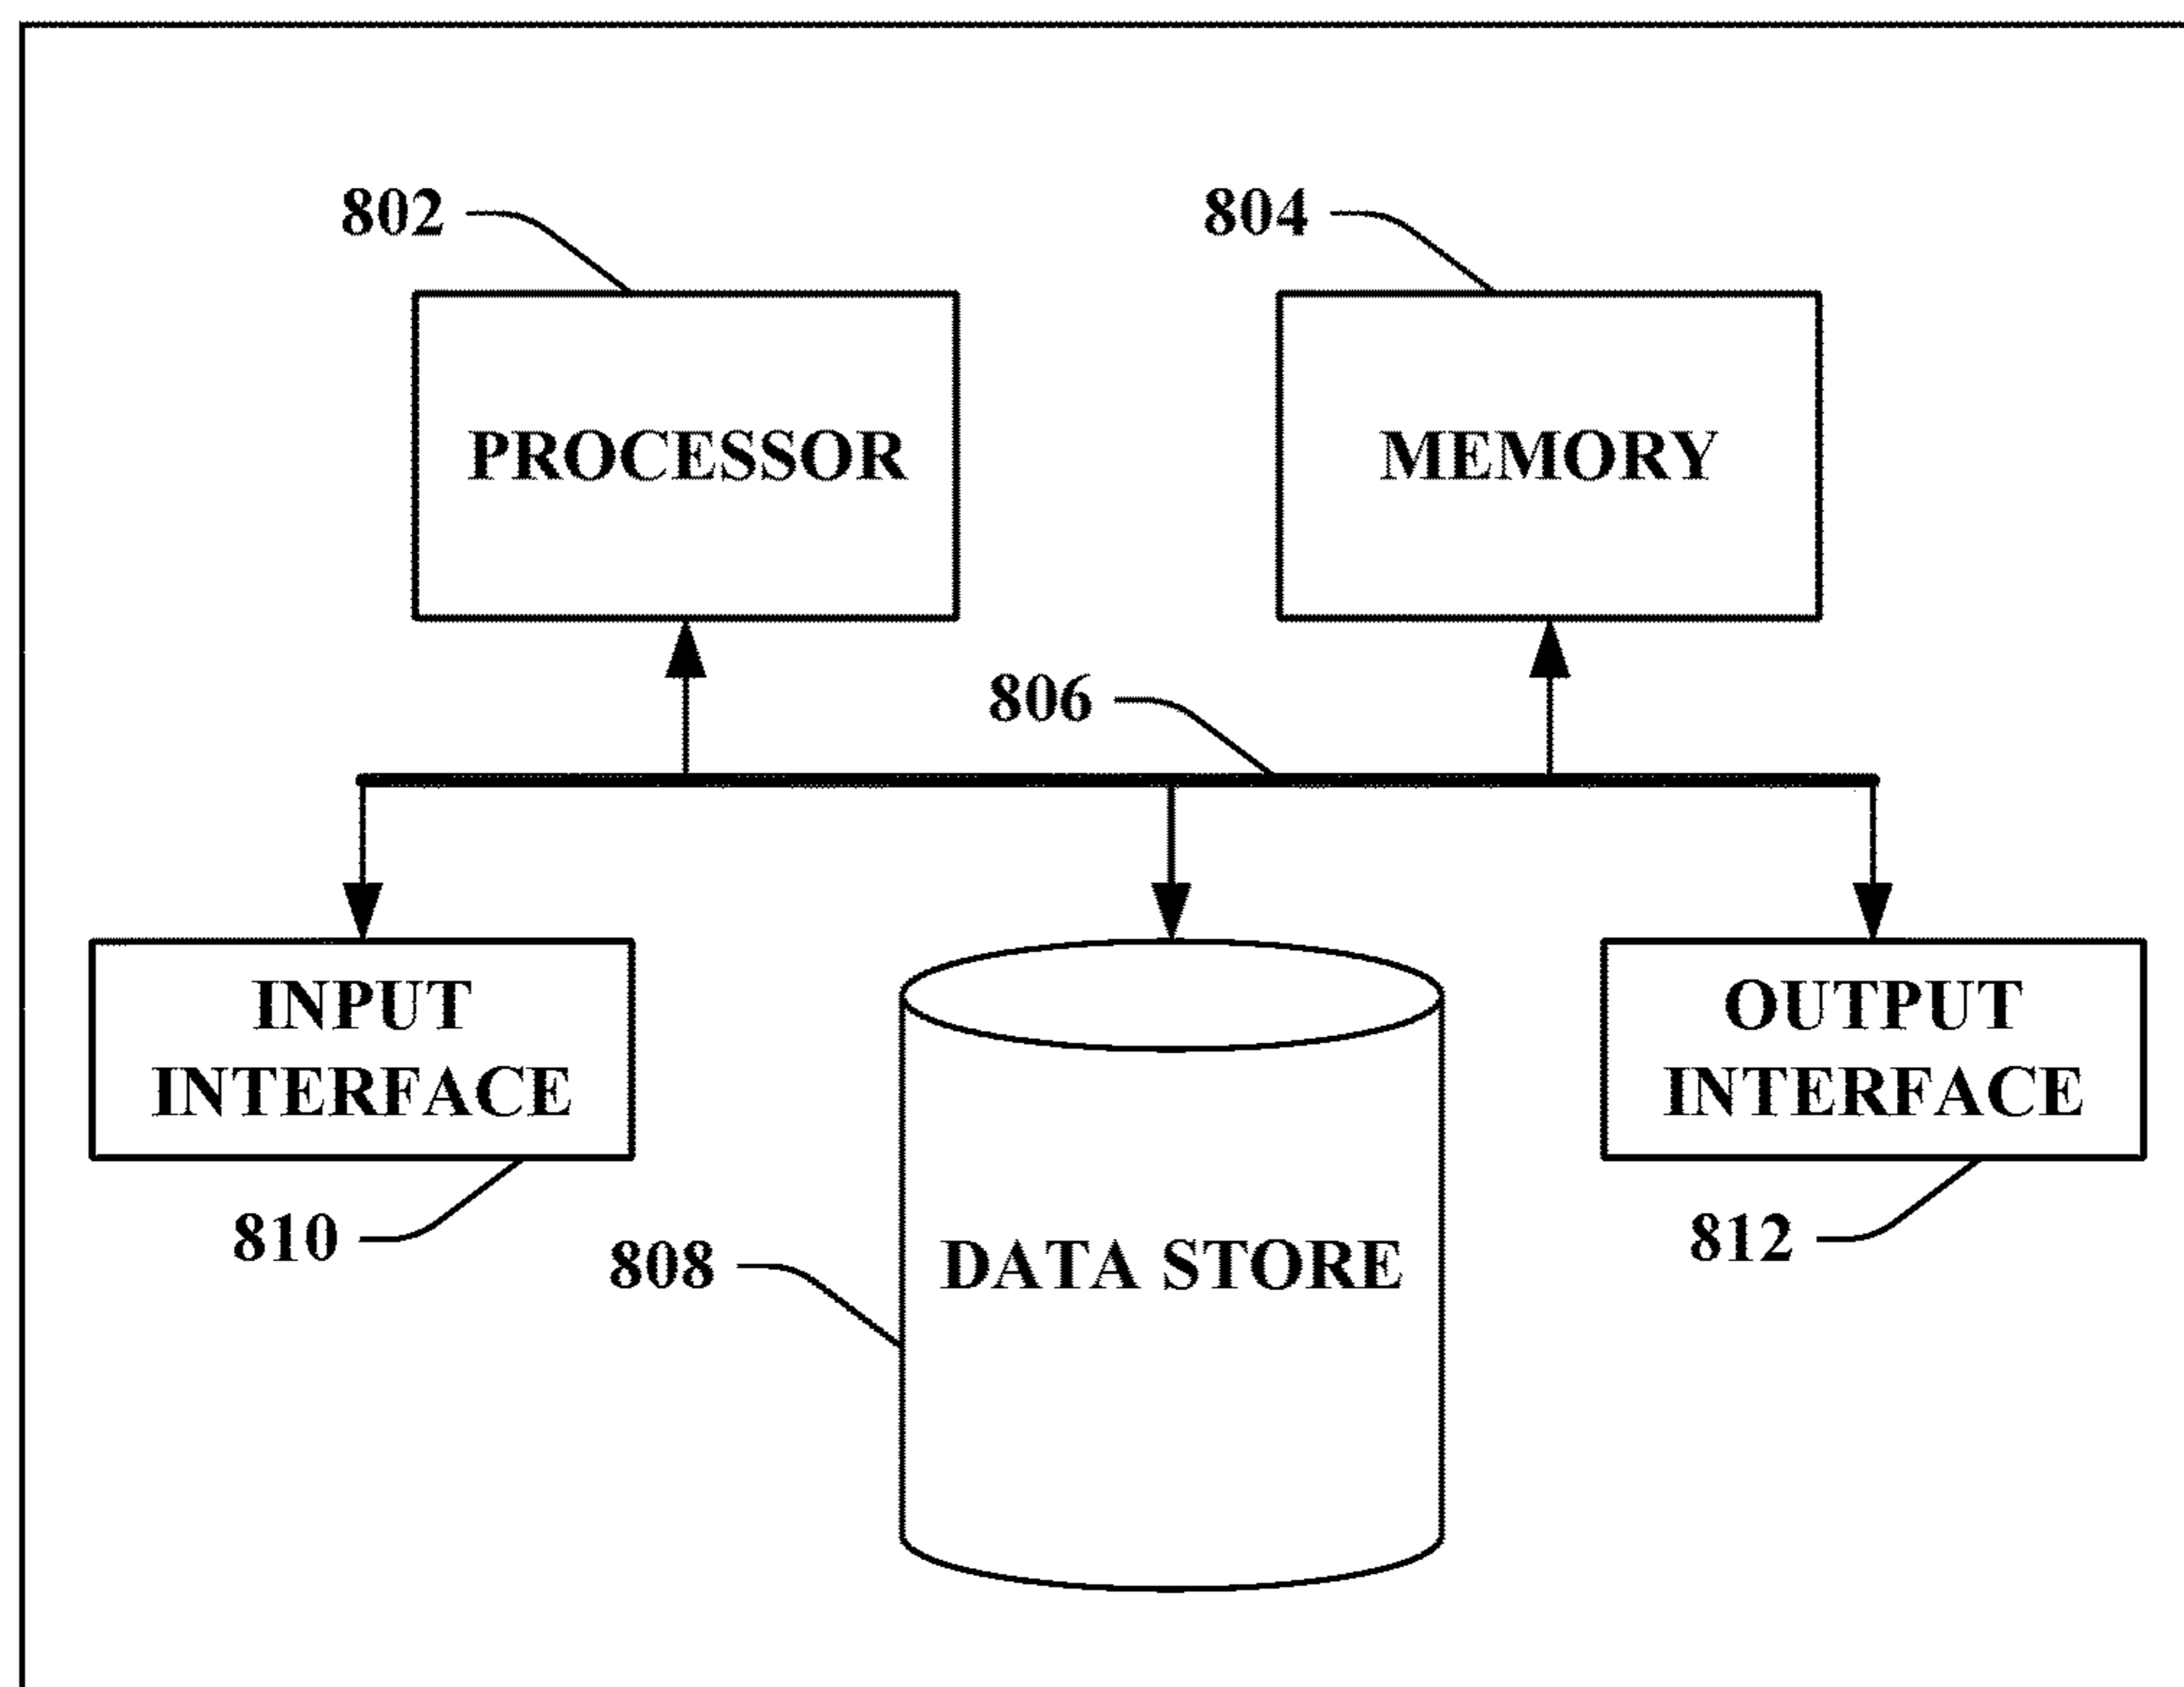 802
804
PROCESSOR
MEMORY
806
INPUT
INTERFACE
OUTPUT
INTERFACE
810
808
DATA STORE
812